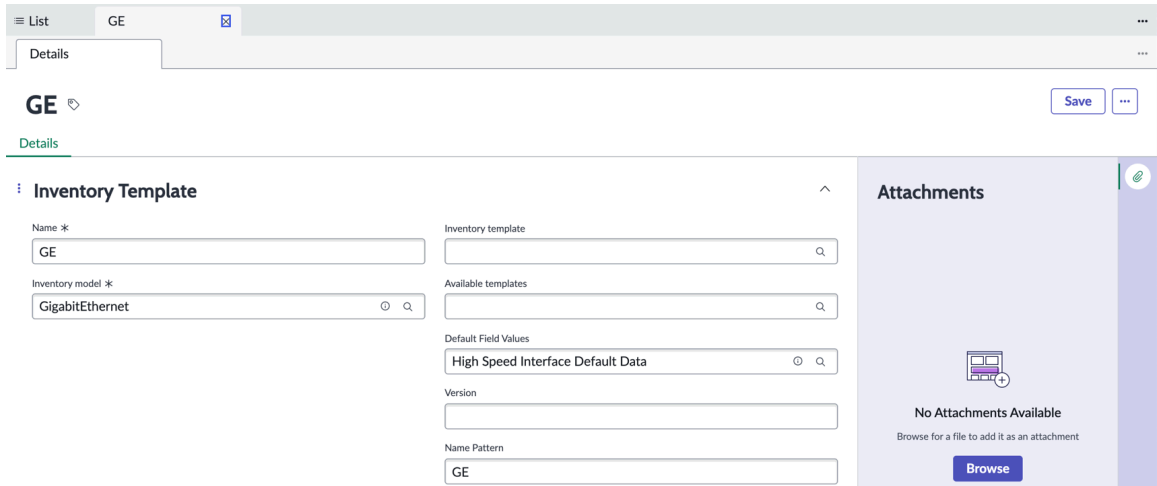 List
GE
Details
GE
Save
Details
Inventory Template
Name *
GE
Inventory model *
GigabitEthernet
Inventory template
Available templates
Default Field Values
High Speed Interface Default Data
Version
Name Pattern
GE
Attachments
No Attachments Available
Browse for a file to add it as an attachment
Browse